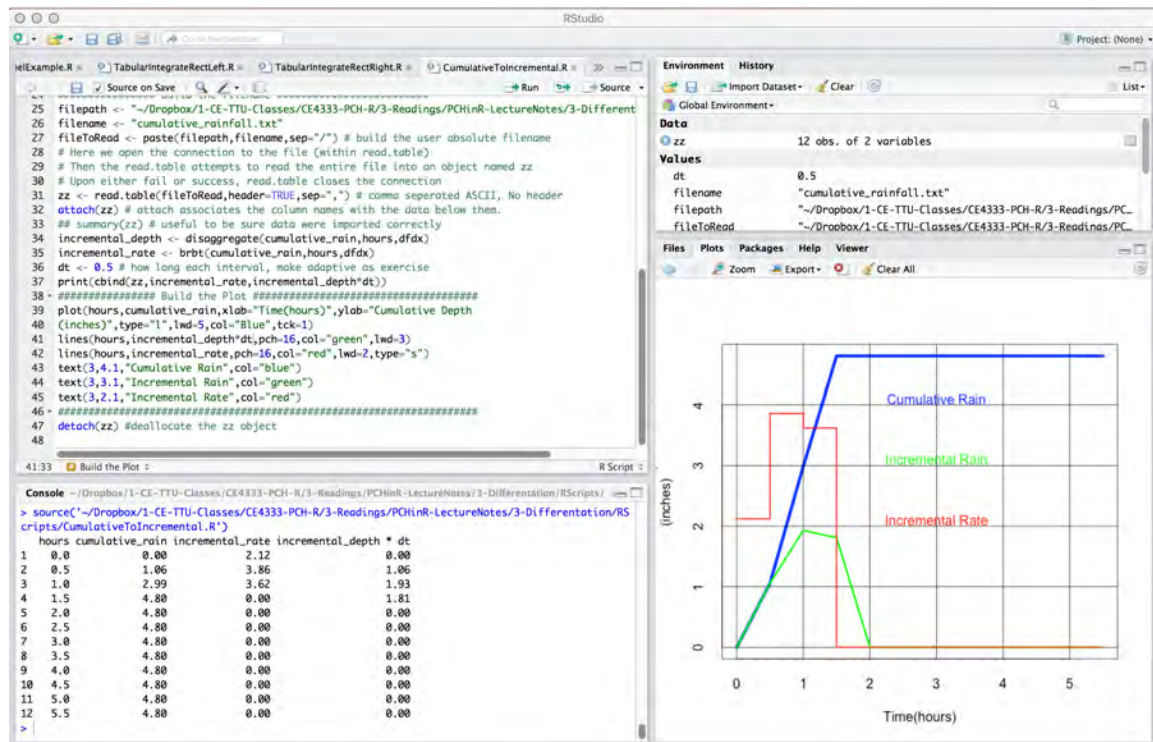 RStudio
Go to file/function
Project: (None)
elExample.R
TabularIntegrateRectLeft.R
TabularIntegrateRectRight.R
CumulativeToIncremental.R
Source on Save
Run
Source
25 filepath <- "~/Dropbox/1-CE-TTU-Classes/CE4333-PCH-R/3-Readings/PCHinR-LectureNotes/3-Different
26 filename <- "cumulative_rainfall.txt"
27 fileToRead <- paste(filepath,filename,sep="/") # build the user absolute filename
28 # Here we open the connection to the file (within read.table)
29 # Then the read.table attempts to read the entire file into an object named zz
30 # Upon either fail or success, read.table closes the connection
31 zz <- read.table(fileToRead,header=TRUE,sep=",") # comma seperated ASCII, No header
32 attach(zz) # attach associates the column names with the data below them.
33 ## summary(zz) # useful to be sure data were imported correctly
34 incremental_depth <- disaggregate(cumulative_rain,hours,dfdx)
35 incremental_rate <- brbt(cumulative_rain,hours,dfdx)
36 dt <- 0.5 # how long each interval, make adaptive as exercise
37 print(cbind(zz,incremental_rate,incremental_depth*dt))
38 ################ Build the Plot ####################################
39 plot(hours,cumulative_rain,xlab="Time(hours)",ylab="Cumulative Depth
40 (inches)",type="l",lwd=5,col="Blue",tck=1)
41 lines(hours,incremental_depth*dt,pch=16,col="green",lwd=3)
42 lines(hours,incremental_rate,pch=16,col="red",lwd=2,type="s")
43 text(3,4.1,"Cumulative Rain",col="blue")
44 text(3,3.1,"Incremental Rain",col="green")
45 text(3,2.1,"Incremental Rate",col="red")
46 ###################################################################
47 detach(zz) #deallocate the zz object
48
41:33 Build the Plot
R Script
Console ~/Dropbox/1-CE-TTU-Classes/CE4333-PCH-R/3-Readings/PCHinR-LectureNotes/3-Differentation/RScripts/
> source('~/Dropbox/1-CE-TTU-Classes/CE4333-PCH-R/3-Readings/PCHinR-LectureNotes/3-Differentation/RS
cripts/CumulativeToIncremental.R')
hours cumulative_rain incremental_rate incremental_depth * dt
1 0.0 0.00 2.12 0.00
2 0.5 1.06 3.86 1.06
3 1.0 2.99 3.62 1.93
4 1.5 4.80 0.00 1.81
5 2.0 4.80 0.00 0.00
6 2.5 4.80 0.00 0.00
7 3.0 4.80 0.00 0.00
8 3.5 4.80 0.00 0.00
9 4.0 4.80 0.00 0.00
10 4.5 4.80 0.00 0.00
11 5.0 4.80 0.00 0.00
12 5.5 4.80 0.00 0.00
>
Environment History
Import Dataset Clear
List
Global Environment
Data
zz 12 obs. of 2 variables
Values
dt 0.5
filename "cumulative_rainfall.txt"
filepath "~/Dropbox/1-CE-TTU-Classes/CE4333-PCH-R/3-Readings/PC…
fileToRead "~/Dropbox/1-CE-TTU-Classes/CE4333-PCH-R/3-Readings/PC…
Files Plots Packages Help Viewer
Zoom Export Clear All
Cumulative Rain
Incremental Rain
Incremental Rate
(inches)
4
3
2
1
0
0 1 2 3 4 5
Time(hours)